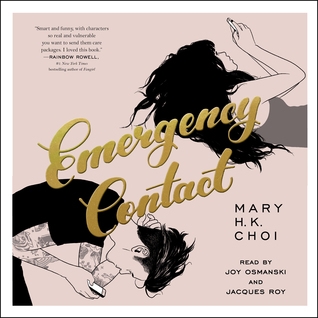 "Smart and funny, with characters
so real and vulnerable
you want to send them care
packages. I loved this book."
—RAINBOW ROWELL,
#1 New York Times
bestselling author of Fangirl
Emergency
Contact
MARY
H. K.
CHOI
READ BY
JOY OSMANSKI
AND
JACQUES ROY